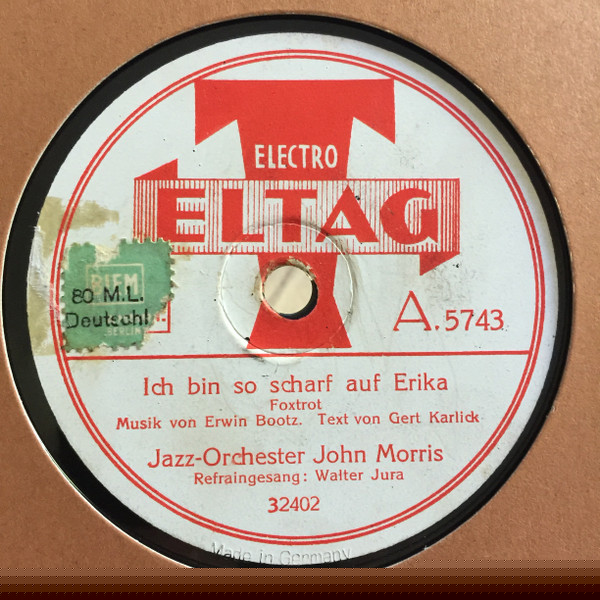 ELECTRO
ELTAG
BIEM
80 M.L.
Deutschl.
A.5743
Ich bin so scharf auf Erika
Foxtrot
Musik von Erwin Bootz. Text von Gert Karlick
Jazz-Orchester John Morris
Refraingesang: Walter Jura
32402
Made in Germany